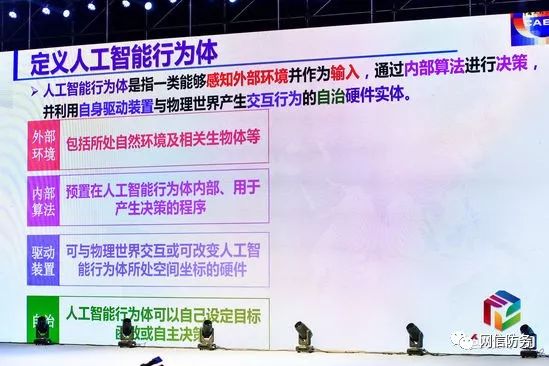 定义人工智能行为体
人工智能行为体是指一类能够感知外部环境并作为输入，通过内部算法进行决策，
并利用自身驱动装置与物理世界产生交互行为的自治硬件实体。
外部
环境
包括所处自然环境及相关生物体等
内部
算法
预置在人工智能行为体内部、用于
产生决策的程序
驱动
装置
可与物理世界交互或可改变人工智
能行为体所处空间坐标的硬件
自治
人工智能行为体可以自己设定目标
函数或自主决策
网信防务